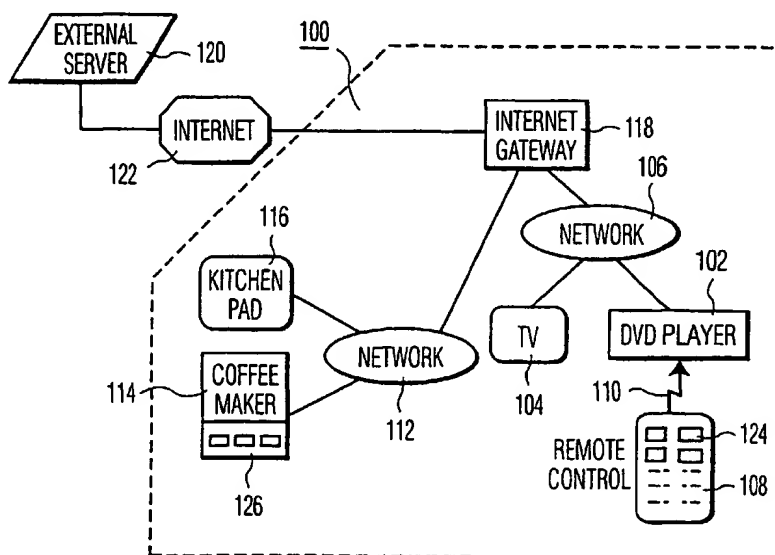 EXTERNAL
SERVER
120
100
INTERNET
122
INTERNET
GATEWAY
118
106
NETWORK
116
KITCHEN
PAD
102
DVD PLAYER
TV
104
NETWORK
112
114
COFFEE
MAKER
126
110
REMOTE
CONTROL
124
108